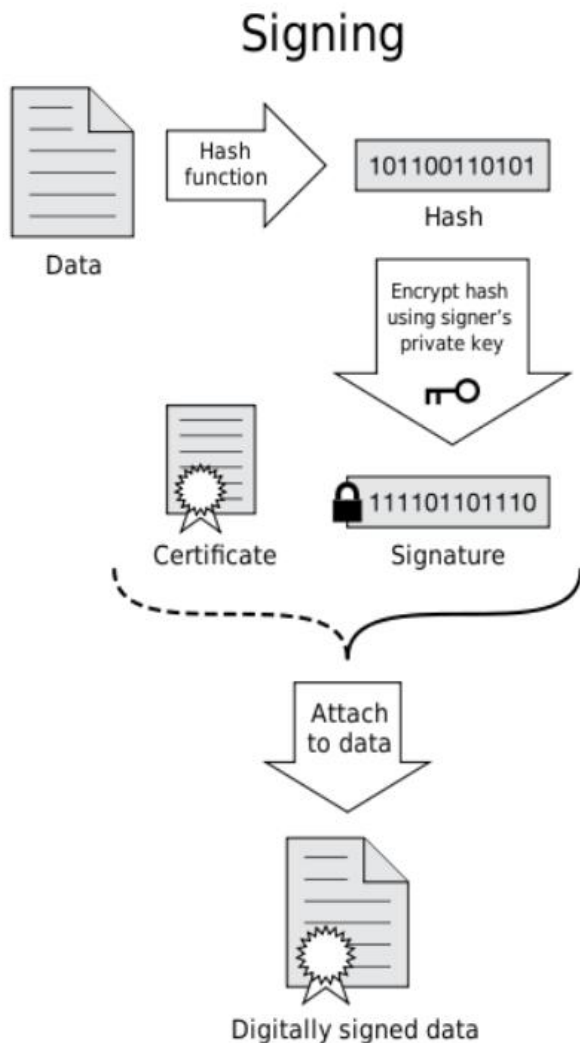 Signing
Hash
function
101100110101
Hash
Data
Encrypt hash
using signer's
private key
111101101110
Certificate
Signature
Attach
to data
Digitally signed data